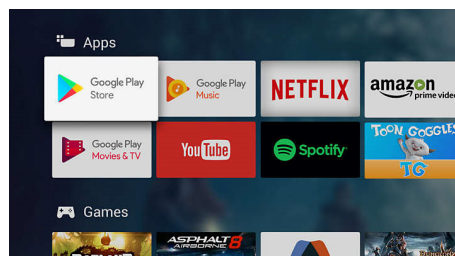 Apps
Google Play
Store
Google Play
Music
NETFLIX
amazon
prime video
Google Play
Movies & TV
YouTube
Spotify
TOON GOGGLES
TG
Games
ASPHALT 8
AIRBORNE